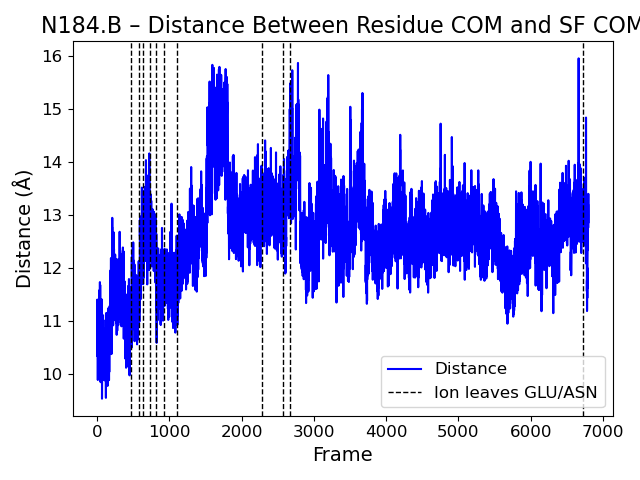 N184.B – Distance Between Residue COM and SF COM
16
15
14
13
12
11
10
Distance (Å)
Distance
Ion leaves GLU/ASN
0 1000 2000 3000 4000 5000 6000 7000
Frame